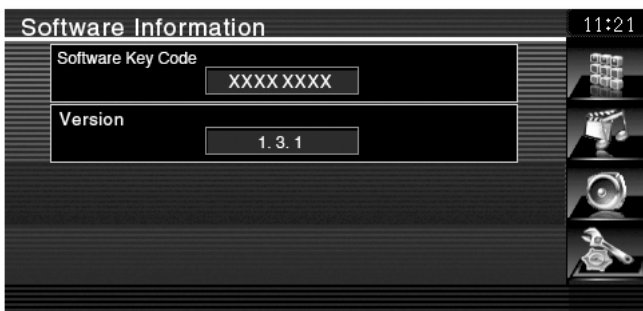 Software Information
11:21
Software Key Code
XXXX XXXX
Version
1. 3. 1